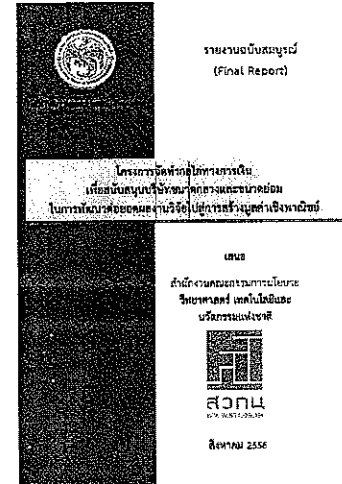 รายงานฉบับสมบูรณ์
(Final Report)
โครงการจัดทำกลไกทางการเงิน
เพื่อสนับสนุนบริษัทขนาดกลางและขนาดย่อม
ในการพัฒนาต่อยอดผลงานวิจัยไปสู่การสร้างมูลค่าเชิงพาณิชย์
เสนอ
สำนักงานคณะกรรมการนโยบาย
วิทยาศาสตร์ เทคโนโลยีและ
นวัตกรรมแห่งชาติ
สวทน
สิงหาคม 2556